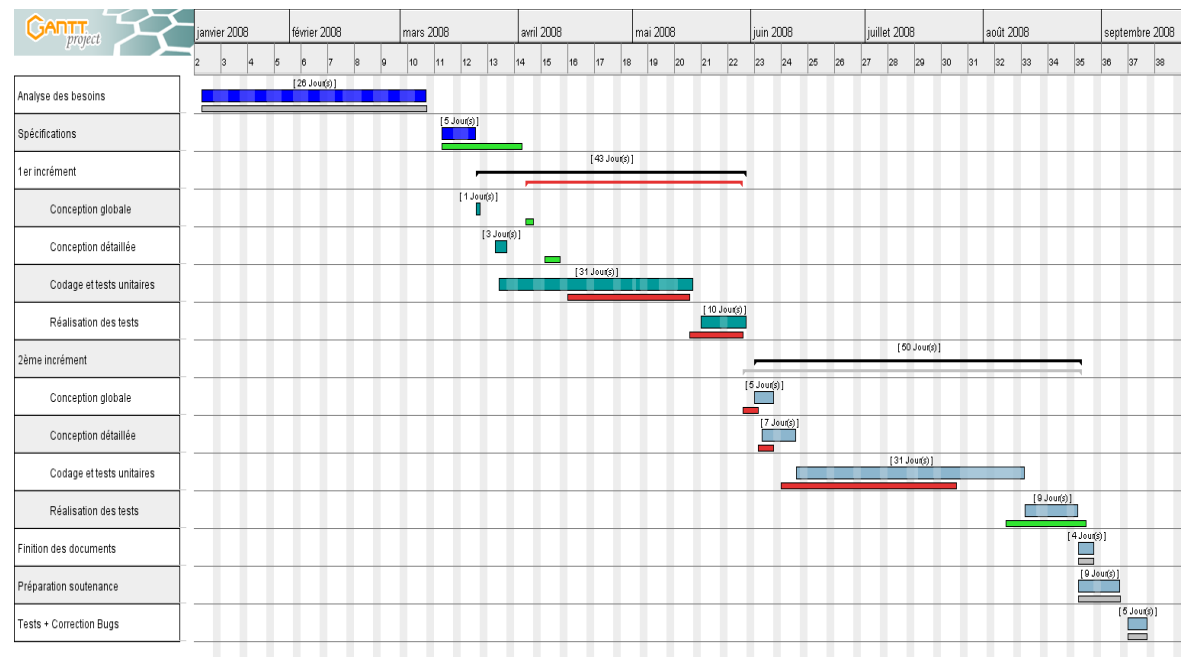 GANTT
project
janvier 2008 février 2008 mars 2008 avril 2008 mai 2008 juin 2008 juillet 2008 août 2008 septembre 2008
2 3 4 5 6 7 8 9 10 11 12 13 14 15 16 17 18 19 20 21 22 23 24 25 26 27 28 29 30 31 32 33 34 35 36 37 38
[ 26 Jour(s) ]
Analyse des besoins
[ 5 Jour(s) ]
Spécifications
[ 43 Jour(s) ]
1er incrément
[ 1 Jour(s) ]
Conception globale
[ 3 Jour(s) ]
Conception détaillée
[ 31 Jour(s) ]
Codage et tests unitaires
[ 10 Jour(s) ]
Réalisation des tests
[ 50 Jour(s) ]
2ème incrément
[ 5 Jour(s) ]
Conception globale
[ 7 Jour(s) ]
Conception détaillée
[ 31 Jour(s) ]
Codage et tests unitaires
[ 9 Jour(s) ]
Réalisation des tests
[ 4 Jour(s) ]
Finition des documents
[ 9 Jour(s) ]
Préparation soutenance
[ 5 Jour(s) ]
Tests + Correction Bugs